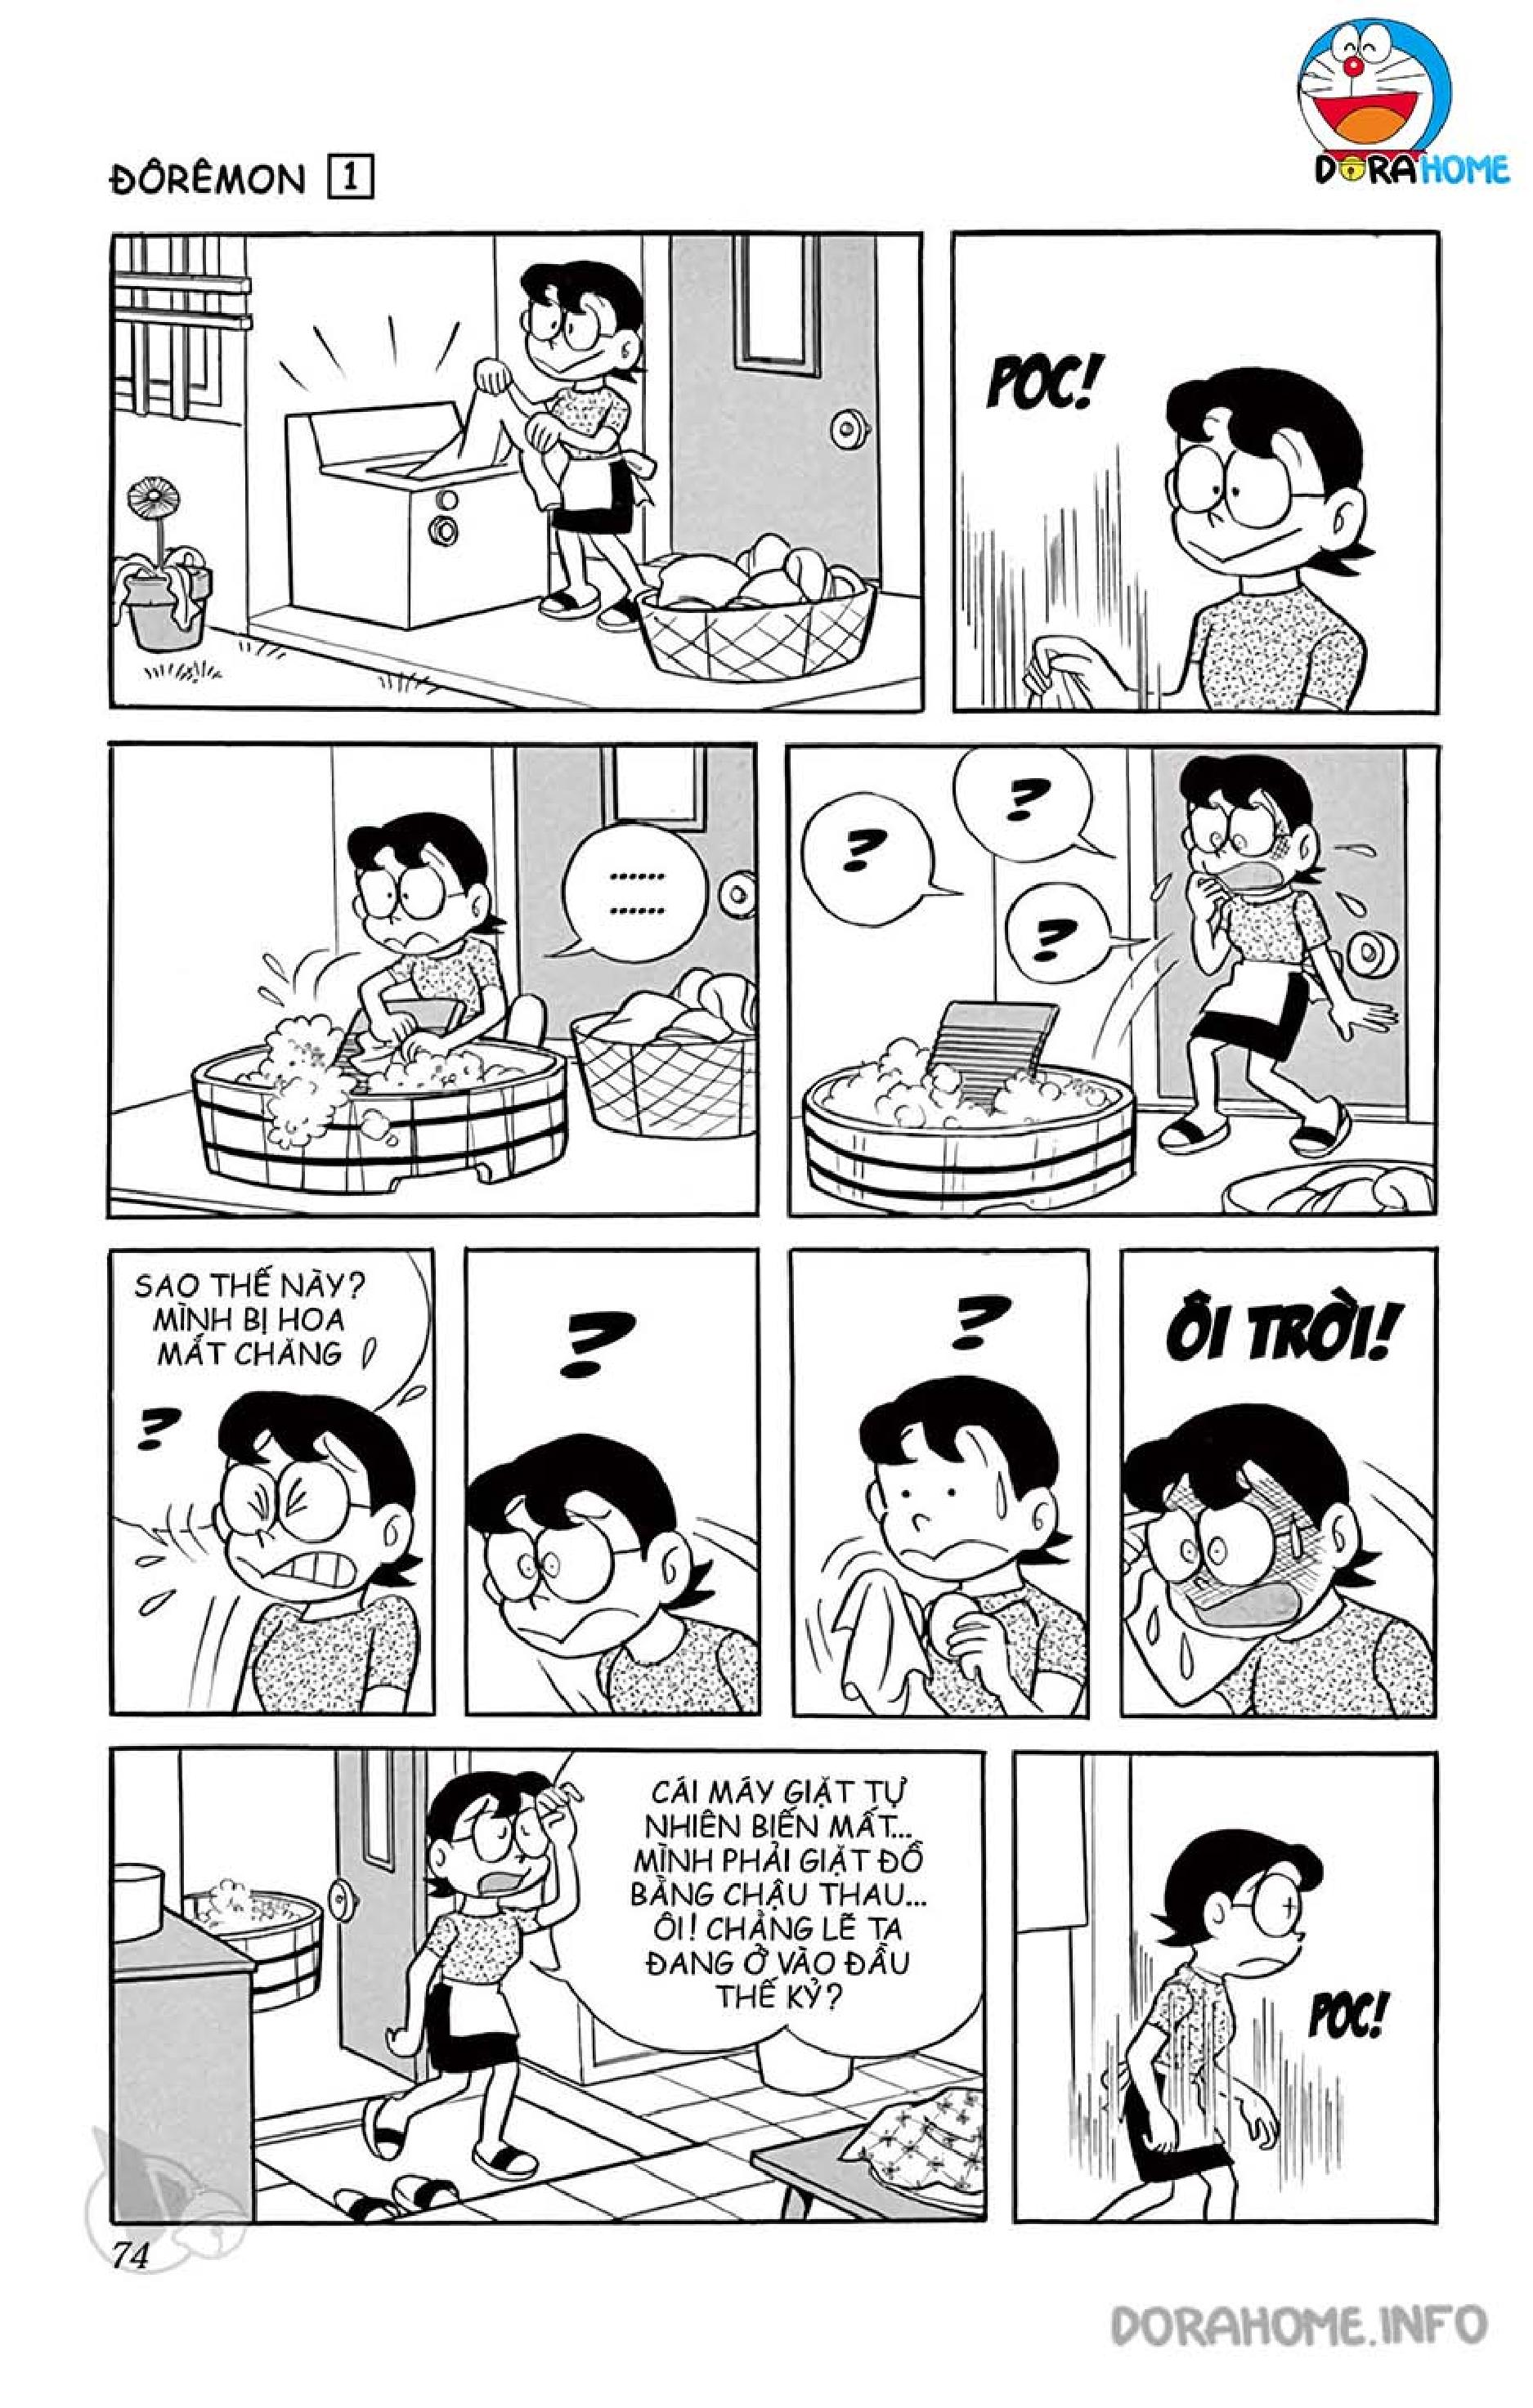 DORAHOME
ĐÔRÊMON 1
POC!
......
......
?
?
?
SAO THẾ NÀY?
MÌNH BỊ HOA
MẮT CHĂNG
?
?
?
ÔI TRỜI!
CÁI MÁY GIẶT TỰ
NHIÊN BIẾN MẤT...
MÌNH PHẢI GIẶT ĐỒ
BẰNG CHẬU THAU...
ÔI! CHẲNG LẼ TA
ĐANG Ở VÀO ĐẦU
THẾ KỶ?
POC!
74
DORAHOME.INFO